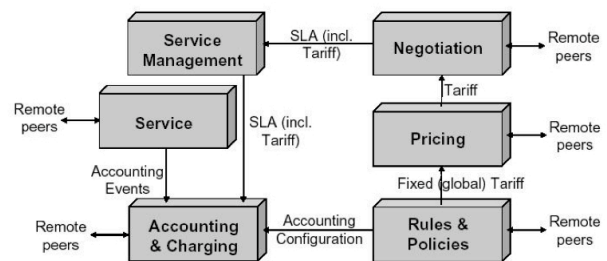 Service
Management
SLA (incl.
Tariff)
Negotiation
Remote
peers
Remote
peers
Service
SLA (incl.
Tariff)
Tariff
Pricing
Remote
peers
Accounting
Events
Fixed (global) Tariff
Remote
peers
Accounting
& Charging
Accounting
Configuration
Rules &
Policies
Remote
peers